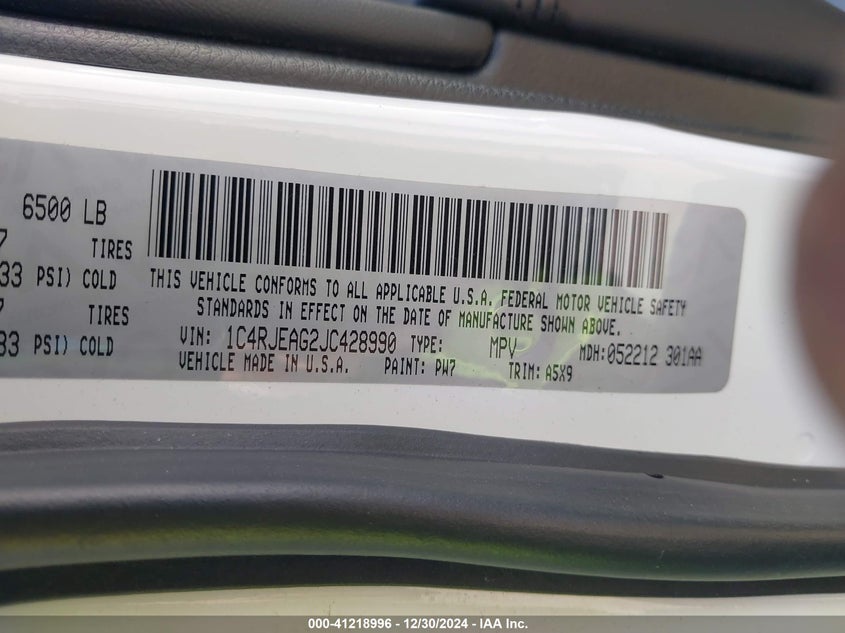 6500 LB
7 TIRES
33 PSI) COLD
7 TIRES
33 PSI) COLD
THIS VEHICLE CONFORMS TO ALL APPLICABLE U.S.A. FEDERAL MOTOR VEHICLE SAFETY
STANDARDS IN EFFECT ON THE DATE OF MANUFACTURE SHOWN ABOVE.
VIN: 1C4RJEAG2JC428990 TYPE: MPV MDH:052212 301AA
VEHICLE MADE IN U.S.A. PAINT: PW7 TRIM: A5X9
000-41218996 - 12/30/2024 - IAA Inc.